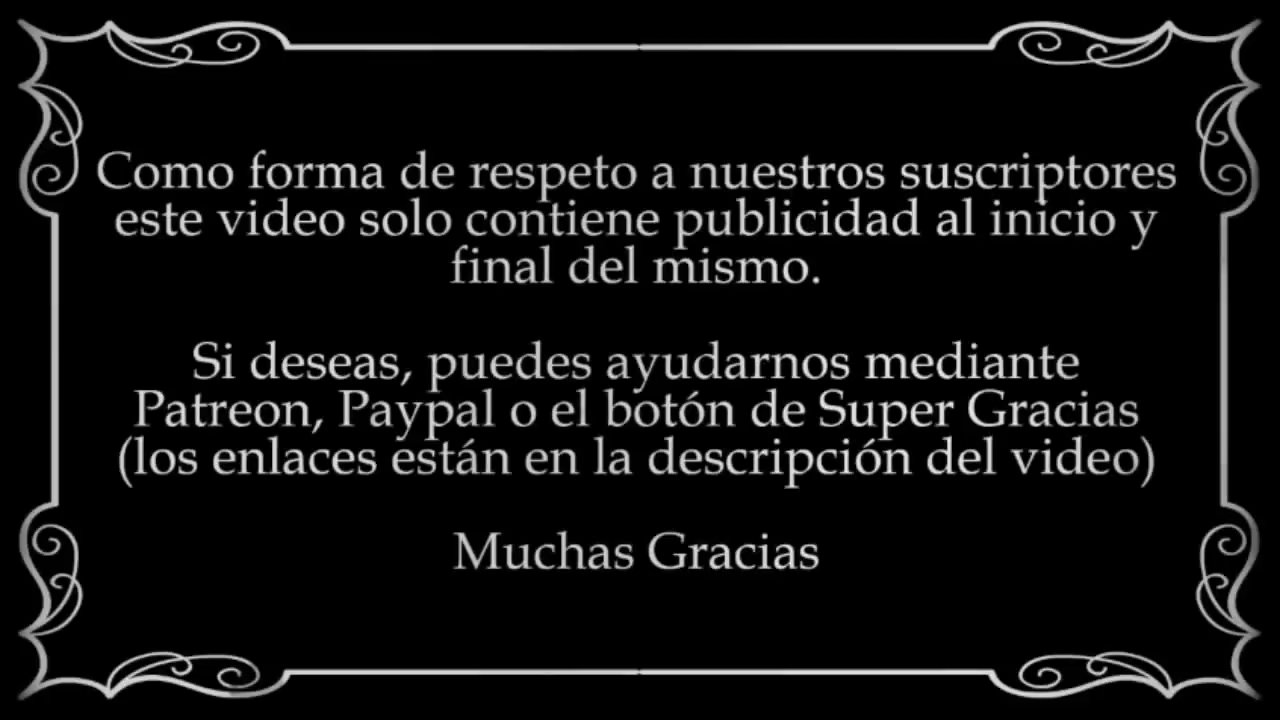 Como forma de respeto a nuestros suscriptores
este video solo contiene publicidad al inicio y
final del mismo.
Si deseas, puedes ayudarnos mediante
Patreon, Paypal o el botón de Super Gracias
(los enlaces están en la descripción del video)
Muchas Gracias